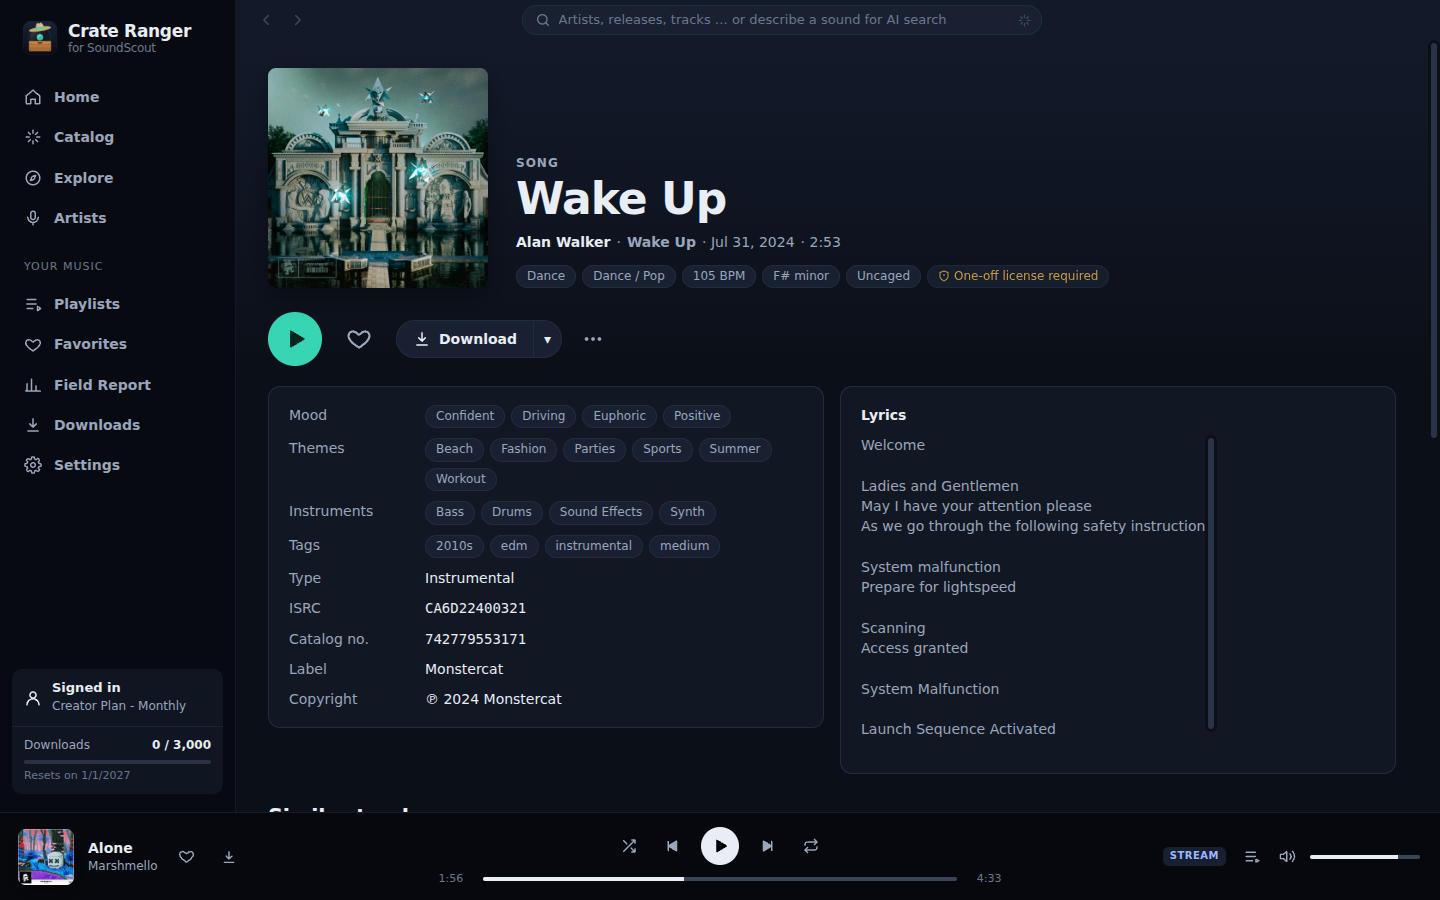 Crate Ranger
for SoundScout
Artists, releases, tracks ... or describe a sound for AI search
Home
Catalog
Explore
Artists
YOUR MUSIC
Playlists
Favorites
Field Report
Downloads
Settings
Signed in
Creator Plan - Monthly
Downloads 0 / 3,000
Resets on 1/1/2027
SONG
Wake Up
Alan Walker · Wake Up · Jul 31, 2024 · 2:53
Dance Dance / Pop 105 BPM F# minor Uncaged One-off license required
Download
Mood Confident Driving Euphoric Positive
Themes Beach Fashion Parties Sports Summer
Workout
Instruments Bass Drums Sound Effects Synth
Tags 2010s edm instrumental medium
Type Instrumental
ISRC CA6D22400321
Catalog no. 742779553171
Label Monstercat
Copyright ℗ 2024 Monstercat
Lyrics
Welcome
Ladies and Gentlemen
May I have your attention please
As we go through the following safety instruction
System malfunction
Prepare for lightspeed
Scanning
Access granted
System Malfunction
Launch Sequence Activated
Alone
Marshmello
1:56
4:33
STREAM